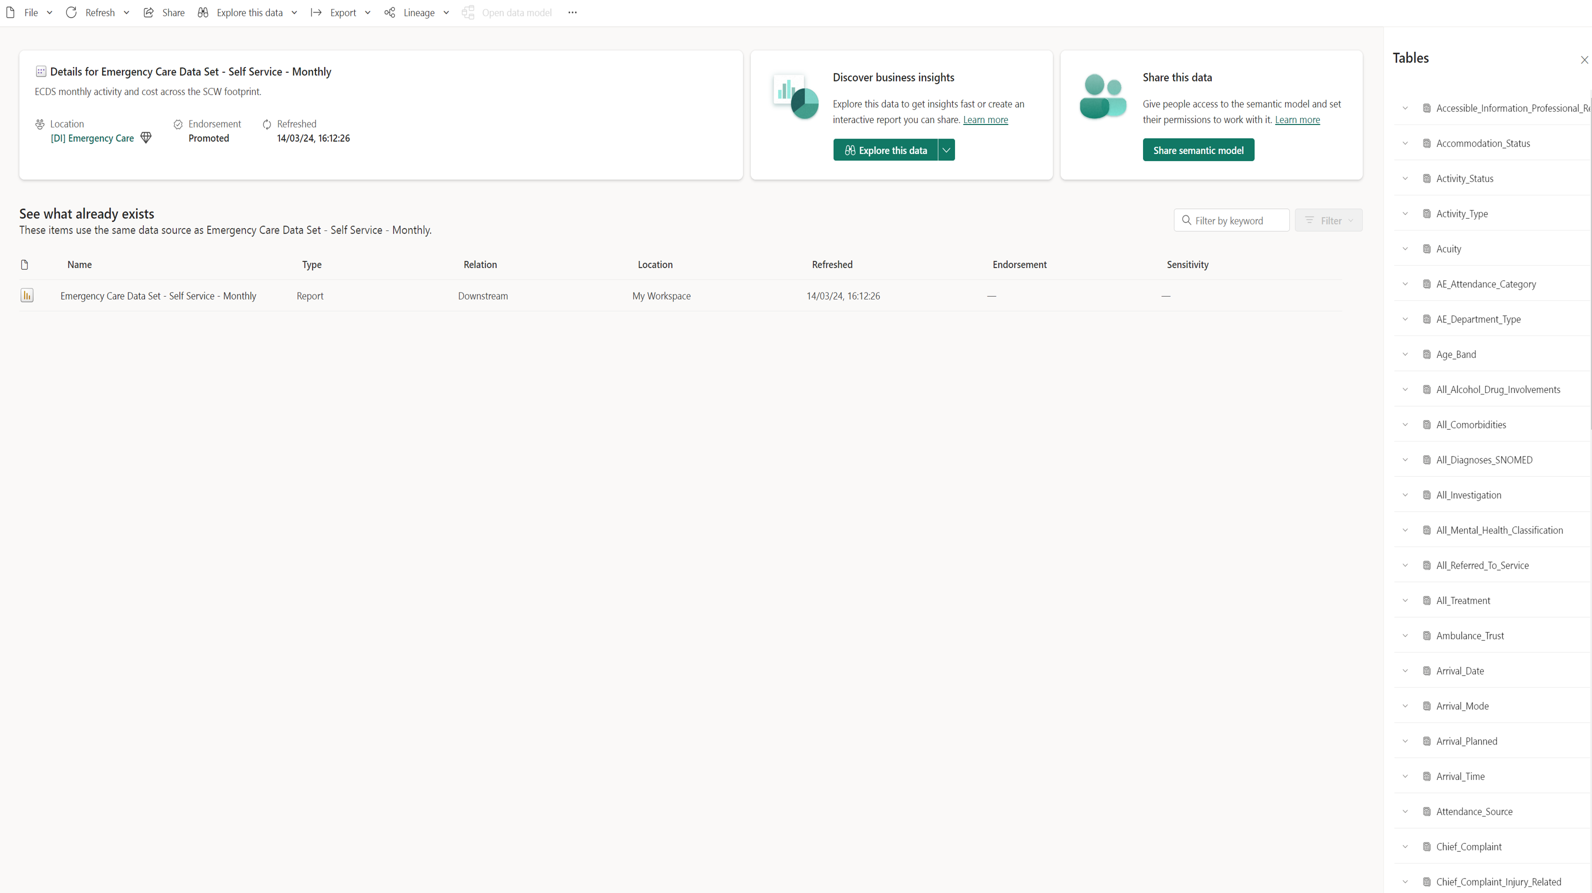 File
Refresh
Share
Explore this data
Export
Lineage
Open data model
Details for Emergency Care Data Set - Self Service - Monthly
ECDS monthly activity and cost across the SCW footprint.
Location
[DI] Emergency Care
Endorsement
Promoted
Refreshed
14/03/24, 16:12:26
Discover business insights
Explore this data to get insights fast or create an
interactive report you can share. Learn more
Explore this data
Share this data
Give people access to the semantic model and set
their permissions to work with it. Learn more
Share semantic model
See what already exists
These items use the same data source as Emergency Care Data Set - Self Service - Monthly.
Filter by keyword
Filter
Name Type Relation Location Refreshed Endorsement Sensitivity
Emergency Care Data Set - Self Service - Monthly Report Downstream My Workspace 14/03/24, 16:12:26 — —
Tables
Accessible_Information_Professional_Re
Accommodation_Status
Activity_Status
Activity_Type
Acuity
AE_Attendance_Category
AE_Department_Type
Age_Band
All_Alcohol_Drug_Involvements
All_Comorbidities
All_Diagnoses_SNOMED
All_Investigation
All_Mental_Health_Classification
All_Referred_To_Service
All_Treatment
Ambulance_Trust
Arrival_Date
Arrival_Mode
Arrival_Planned
Arrival_Time
Attendance_Source
Chief_Complaint
Chief_Complaint_Injury_Related